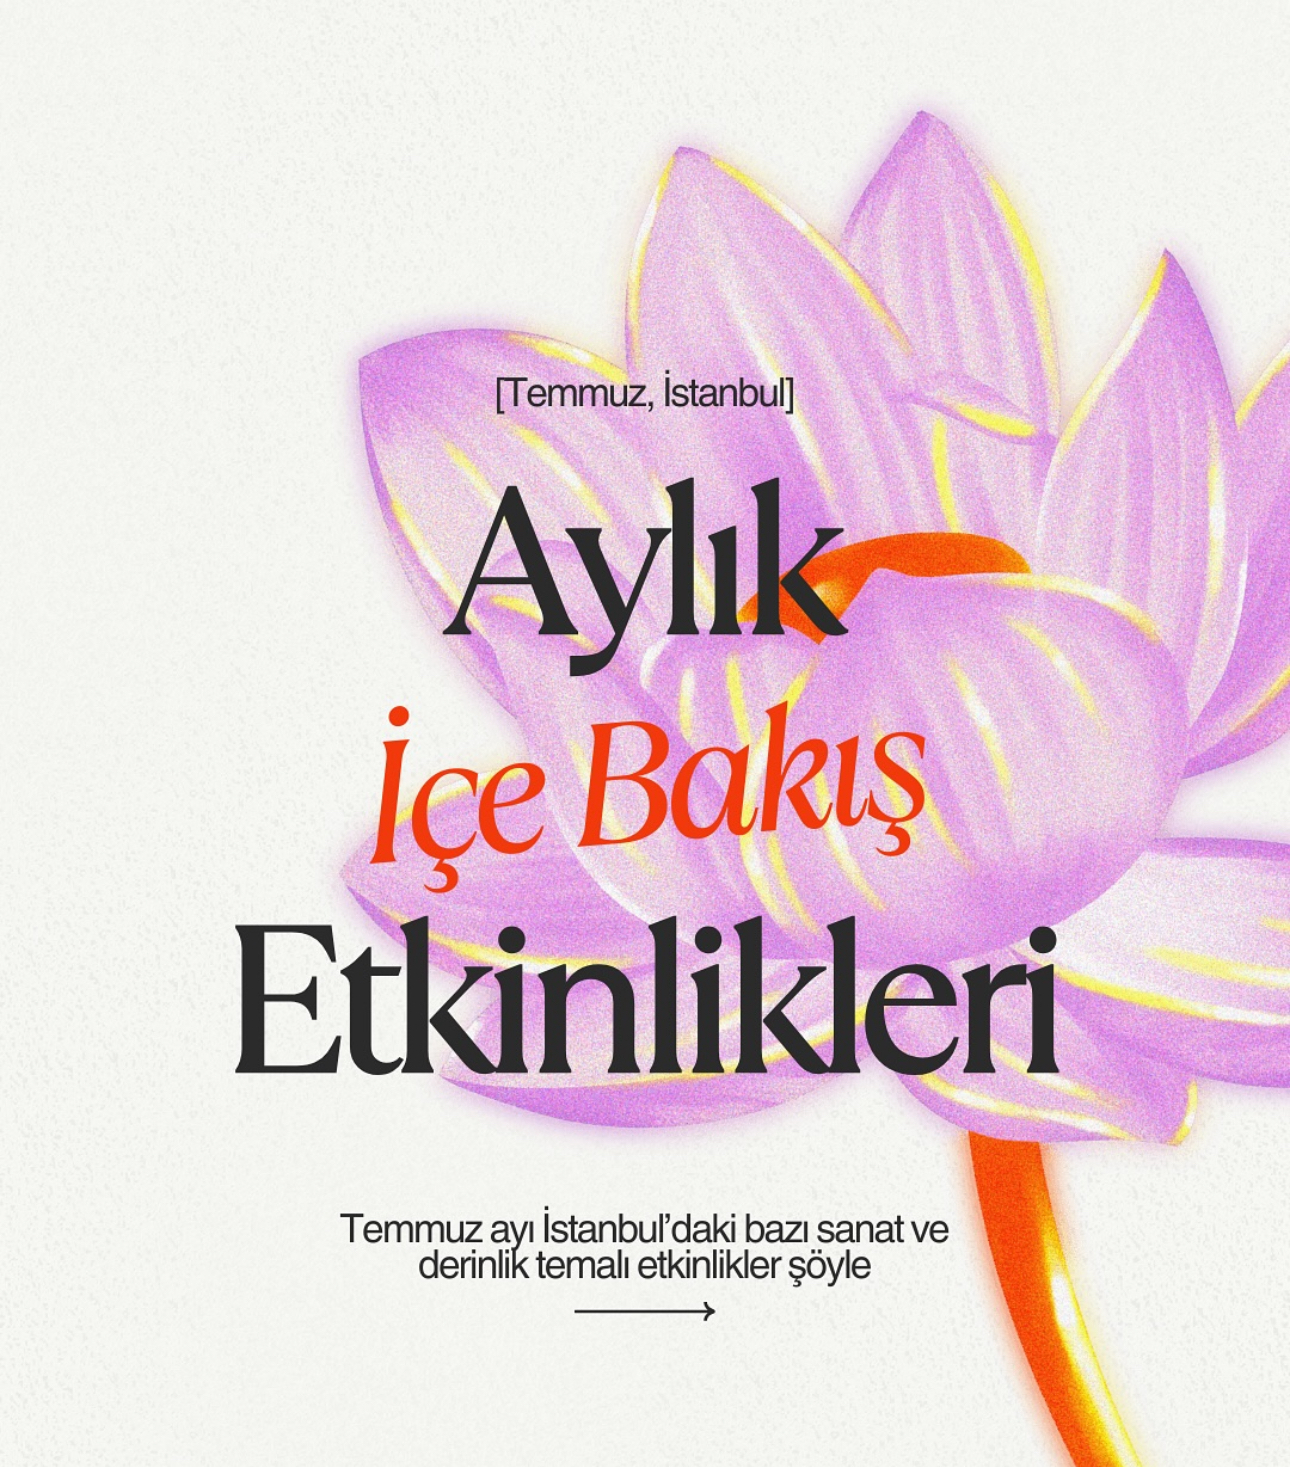 [Temmuz, İstanbul]
Aylık
İçe Bakış
Etkinlikleri
Temmuz ayı İstanbul’daki bazı sanat ve
derinlik temalı etkinlikler şöyle